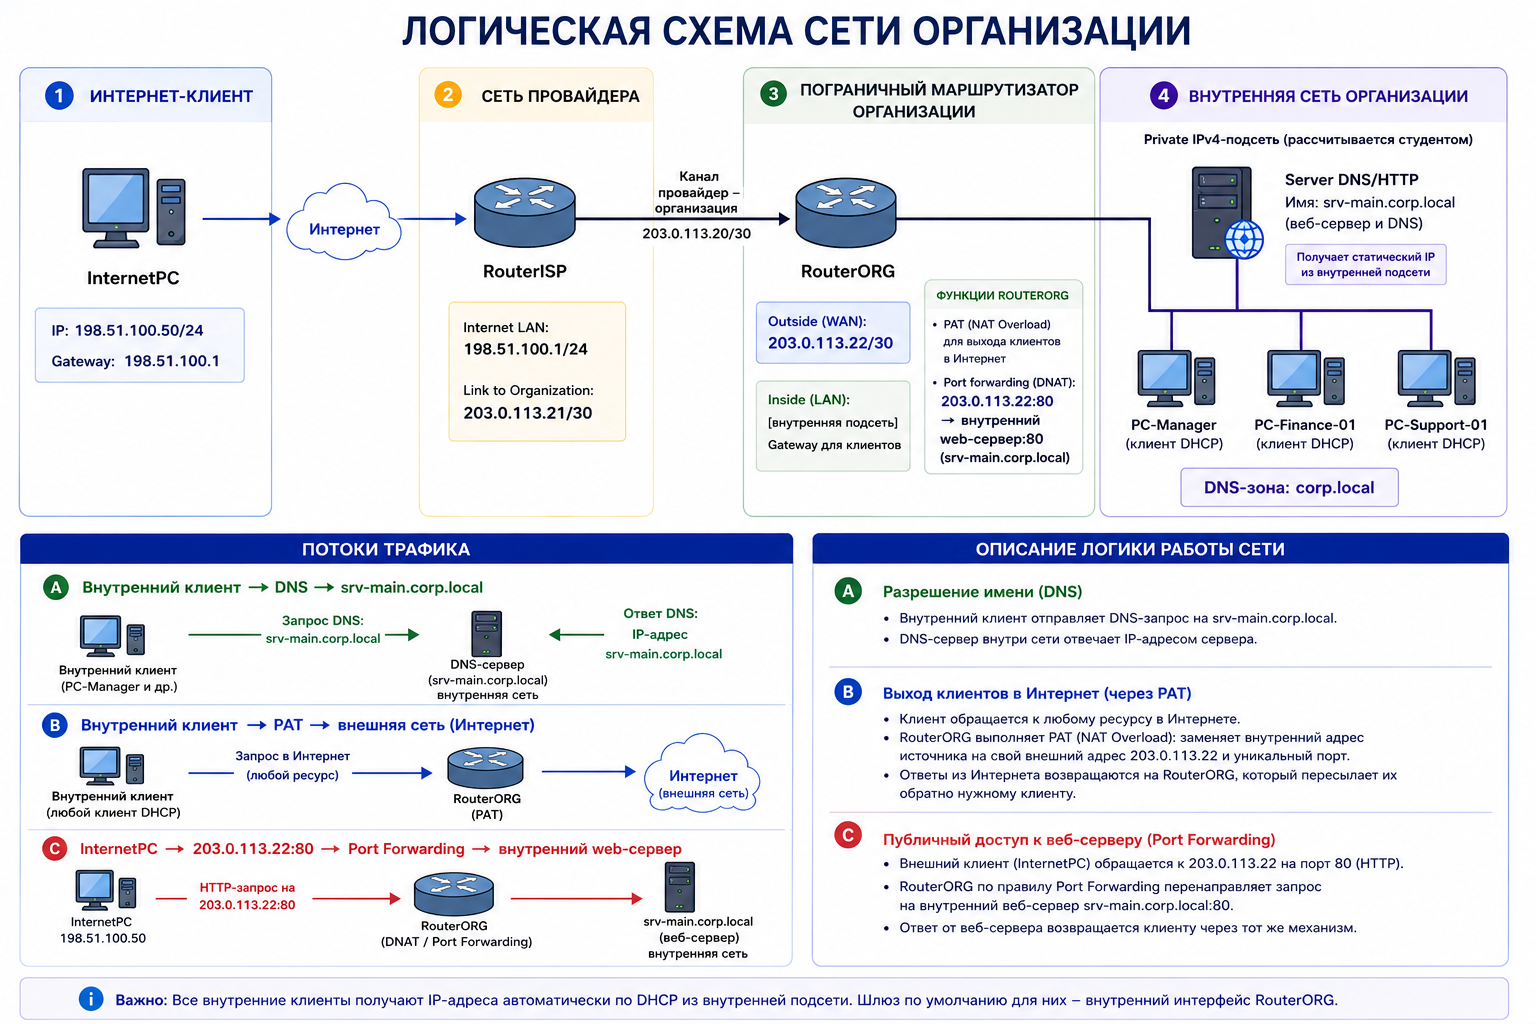 ЛОГИЧЕСКАЯ СХЕМА СЕТИ ОРГАНИЗАЦИИ
1 ИНТЕРНЕТ-КЛИЕНТ
InternetPC
IP: 198.51.100.50/24
Gateway: 198.51.100.1
Интернет
2 СЕТЬ ПРОВАЙДЕРА
RouterISP
Internet LAN:
198.51.100.1/24
Link to Organization:
203.0.113.21/30
Канал
провайдер –
организация
203.0.113.20/30
3 ПОГРАНИЧНЫЙ МАРШРУТИЗАТОР
ОРГАНИЗАЦИИ
RouterORG
Outside (WAN):
203.0.113.22/30
Inside (LAN):
[внутренняя подсеть]
Gateway для клиентов
ФУНКЦИИ ROUTERORG
• PAT (NAT Overload)
для выхода клиентов
в Интернет
• Port forwarding (DNAT):
203.0.113.22:80
→ внутренний
web-сервер:80
(srv-main.corp.local)
4 ВНУТРЕННЯЯ СЕТЬ ОРГАНИЗАЦИИ
Private IPv4-подсеть (рассчитывается студентом)
Server DNS/HTTP
Имя: srv-main.corp.local
(веб-сервер и DNS)
Получает статический IP
из внутренней подсети
PC-Manager
(клиент DHCP)
PC-Finance-01
(клиент DHCP)
PC-Support-01
(клиент DHCP)
DNS-зона: corp.local
ПОТОКИ ТРАФИКА
A Внутренний клиент → DNS → srv-main.corp.local
Внутренний клиент
(PC-Manager и др.)
Запрос DNS:
srv-main.corp.local
DNS-сервер
(srv-main.corp.local)
внутренняя сеть
Ответ DNS:
IP-адрес
srv-main.corp.local
B Внутренний клиент → PAT → внешняя сеть (Интернет)
Внутренний клиент
(любой клиент DHCP)
Запрос в Интернет
(любой ресурс)
RouterORG
(PAT)
Интернет
(внешняя сеть)
C InternetPC → 203.0.113.22:80 → Port Forwarding → внутренний web-сервер
InternetPC
198.51.100.50
HTTP-запрос на
203.0.113.22:80
RouterORG
(DNAT / Port Forwarding)
srv-main.corp.local
(веб-сервер)
внутренняя сеть
ОПИСАНИЕ ЛОГИКИ РАБОТЫ СЕТИ
A Разрешение имени (DNS)
• Внутренний клиент отправляет DNS-запрос на srv-main.corp.local.
• DNS-сервер внутри сети отвечает IP-адресом сервера.
B Выход клиентов в Интернет (через PAT)
• Клиент обращается к любому ресурсу в Интернете.
• RouterORG выполняет PAT (NAT Overload): заменяет внутренний адрес
источника на свой внешний адрес 203.0.113.22 и уникальный порт.
• Ответы из Интернета возвращаются на RouterORG, который пересылает их
обратно нужному клиенту.
C Публичный доступ к веб-серверу (Port Forwarding)
• Внешний клиент (InternetPC) обращается к 203.0.113.22 на порт 80 (HTTP).
• RouterORG по правилу Port Forwarding перенаправляет запрос
на внутренний веб-сервер srv-main.corp.local:80.
• Ответ от веб-сервера возвращается клиенту через тот же механизм.
i Важно: Все внутренние клиенты получают IP-адреса автоматически по DHCP из внутренней подсети. Шлюз по умолчанию для них – внутренний интерфейс RouterORG.